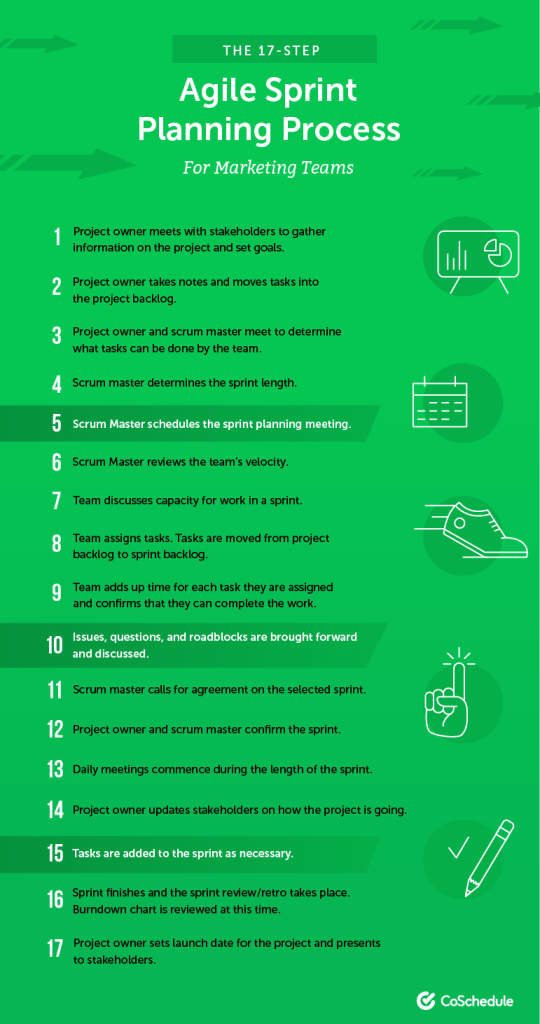 THE 17-STEP
Agile Sprint
Planning Process
For Marketing Teams
1 Project owner meets with stakeholders to gather
information on the project and set goals.
2 Project owner takes notes and moves tasks into
the project backlog.
3 Project owner and scrum master meet to determine
what tasks can be done by the team.
4 Scrum master determines the sprint length.
5 Scrum Master schedules the sprint planning meeting.
6 Scrum Master reviews the team's velocity.
7 Team discusses capacity for work in a sprint.
8 Team assigns tasks. Tasks are moved from project
backlog to sprint backlog.
9 Team adds up time for each task they are assigned
and confirms that they can complete the work.
10 Issues, questions, and roadblocks are brought forward
and discussed.
11 Scrum master calls for agreement on the selected sprint.
12 Project owner and scrum master confirm the sprint.
13 Daily meetings commence during the length of the sprint.
14 Project owner updates stakeholders on how the project is going.
15 Tasks are added to the sprint as necessary.
16 Sprint finishes and the sprint review/retro takes place.
Burndown chart is reviewed at this time.
17 Project owner sets launch date for the project and presents
to stakeholders.
CoSchedule